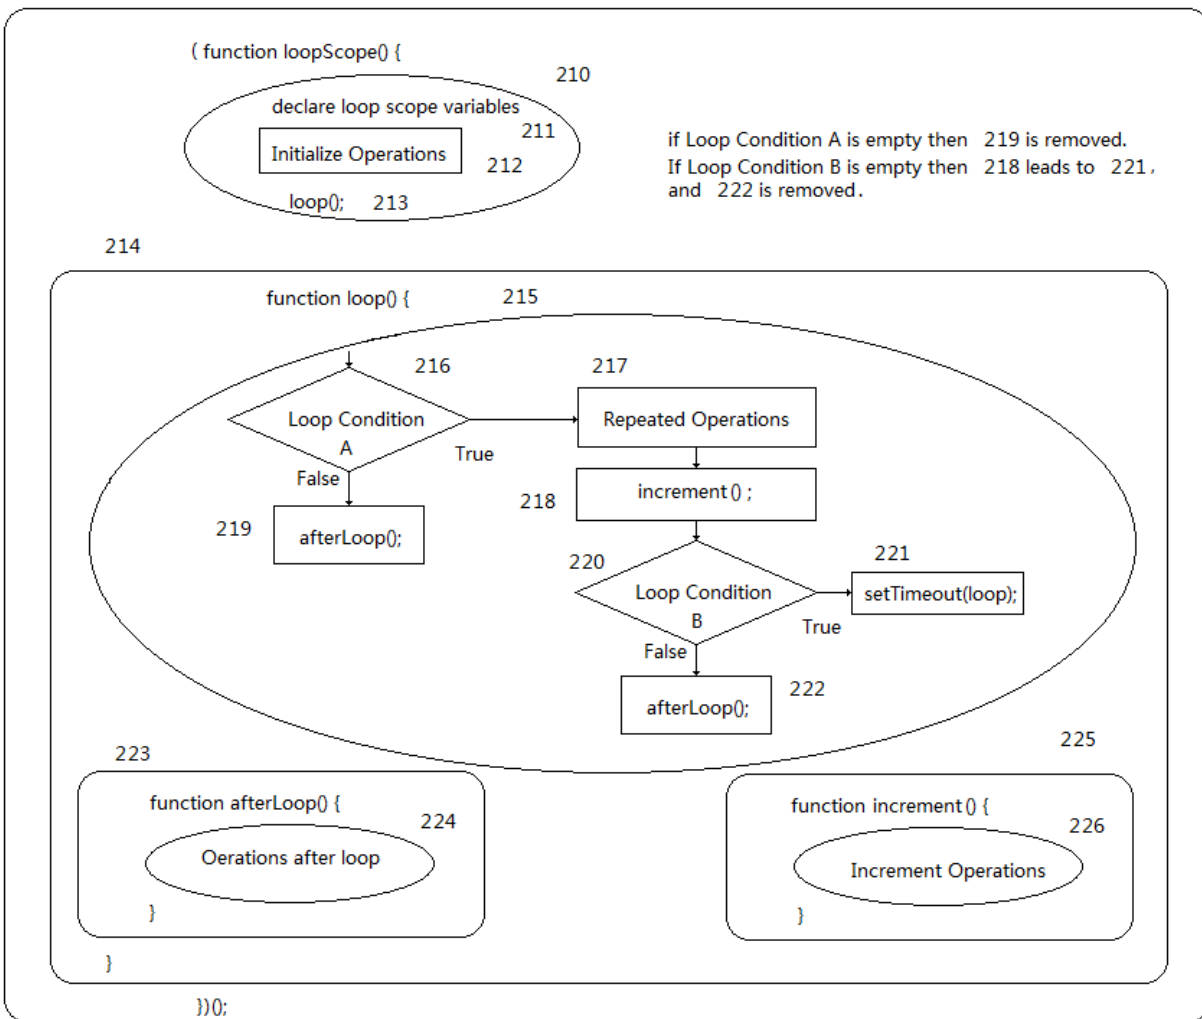 ( function loopScope() {
210
declare loop scope variables
211
Initialize Operations
212
loop(); 213
if Loop Condition A is empty then 219 is removed.
If Loop Condition B is empty then 218 leads to 221,
and 222 is removed.
214
function loop() {
215
216
217
Loop Condition
A
True
False
Repeated Operations
218
increment() ;
219
afterLoop();
220
221
Loop Condition
B
True
setTimeout(loop);
False
222
afterLoop();
223
225
function afterLoop() {
224
Oerations after loop
}
function increment() {
226
Increment Operations
}
}
})();